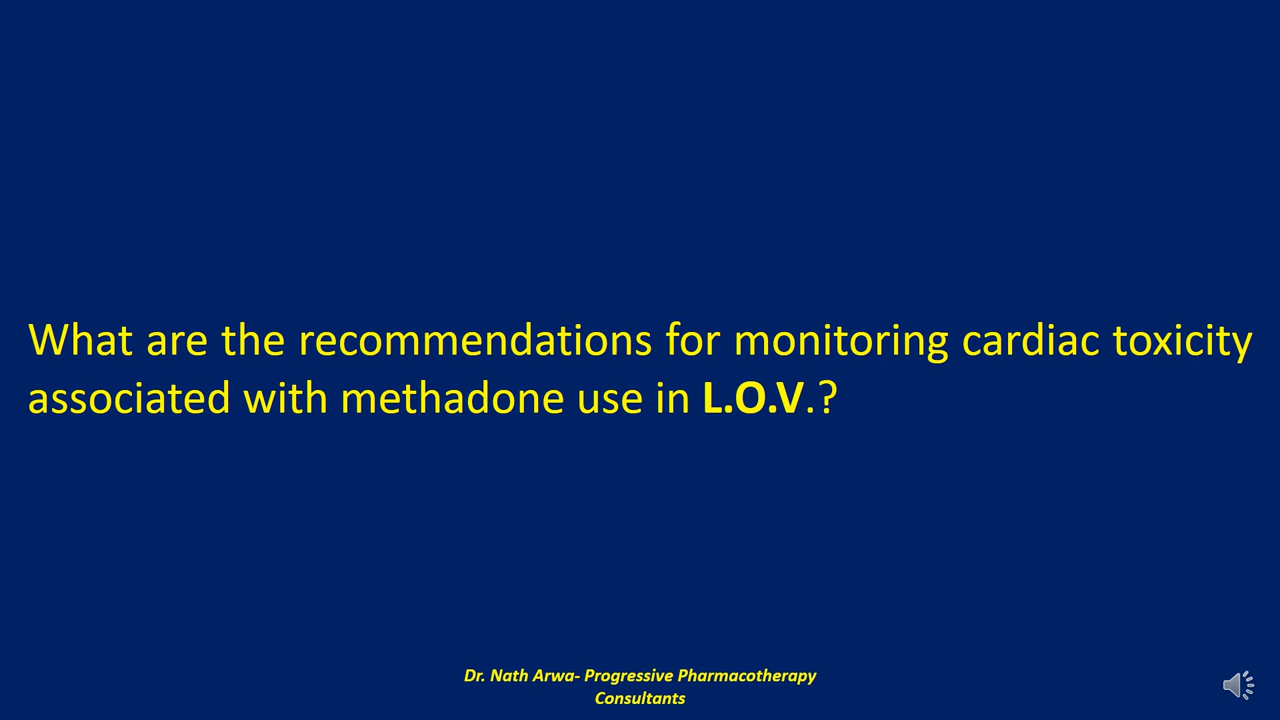 What are the recommendations for monitoring cardiac toxicity
associated with methadone use in L.O.V.?
Dr. Nath Arwa- Progressive Pharmacotherapy
Consultants